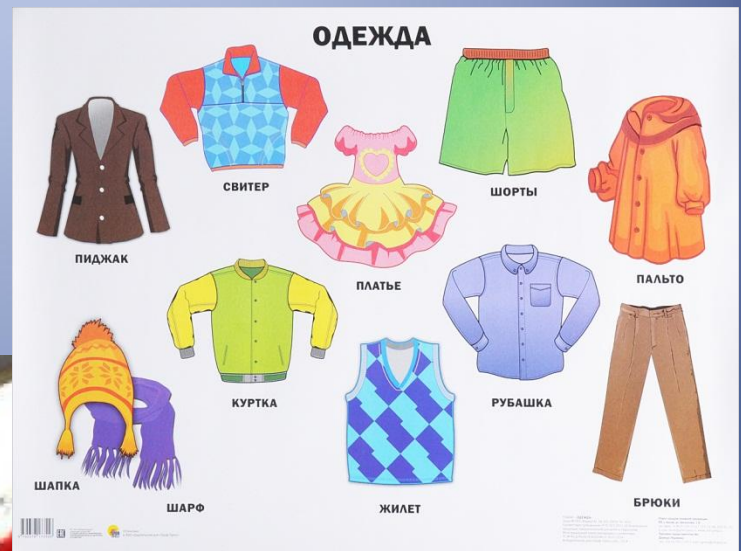 ОДЕЖДА
СВИТЕР
ШОРТЫ
ПИДЖАК
ПЛАТЬЕ
ПАЛЬТО
КУРТКА
РУБАШКА
ШАПКА
ШАРФ
ЖИЛЕТ
БРЮКИ